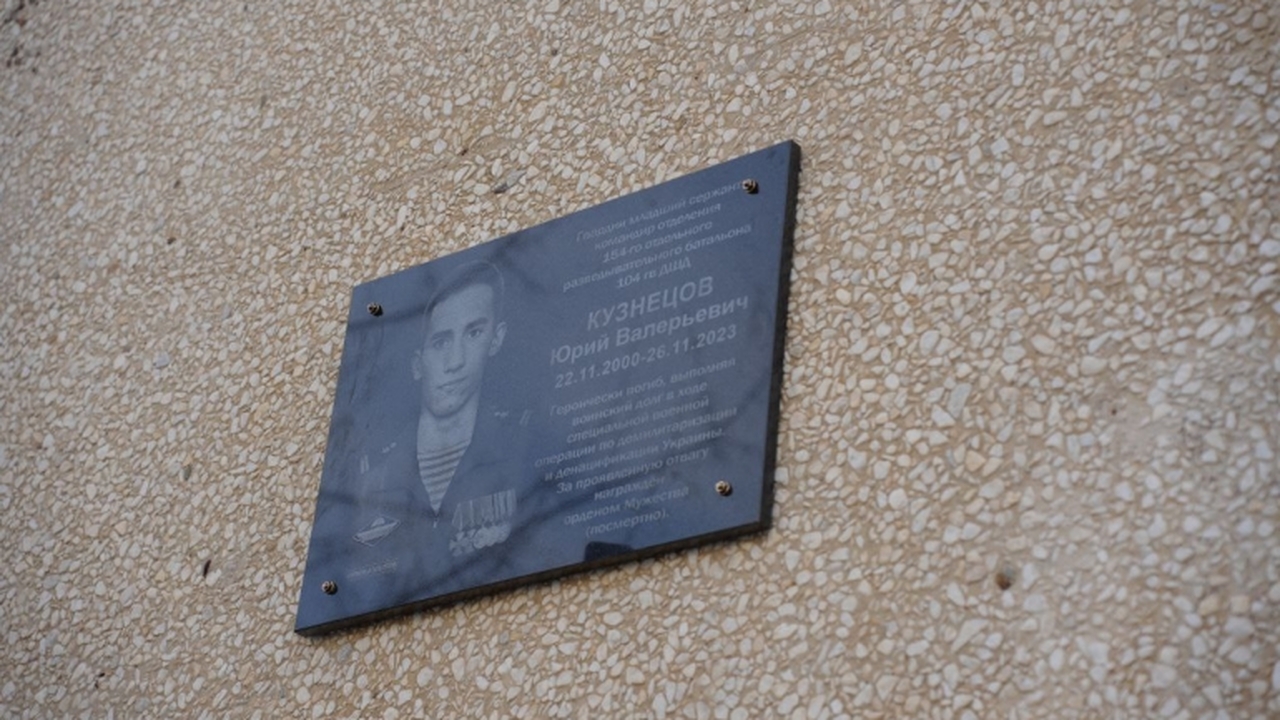 Гвардии младший сержант
командир отделения
154-го отдельного
разведывательного батальона
104 гв ДШД
КУЗНЕЦОВ
Юрий Валерьевич
22.11.2000-26.11.2023
Героически погиб, выполняя
воинский долг в ходе
специальной военной
операции по демилитаризации
и денацификации Украины.
За проявленную отвагу
награждён
орденом Мужества
(посмертно).